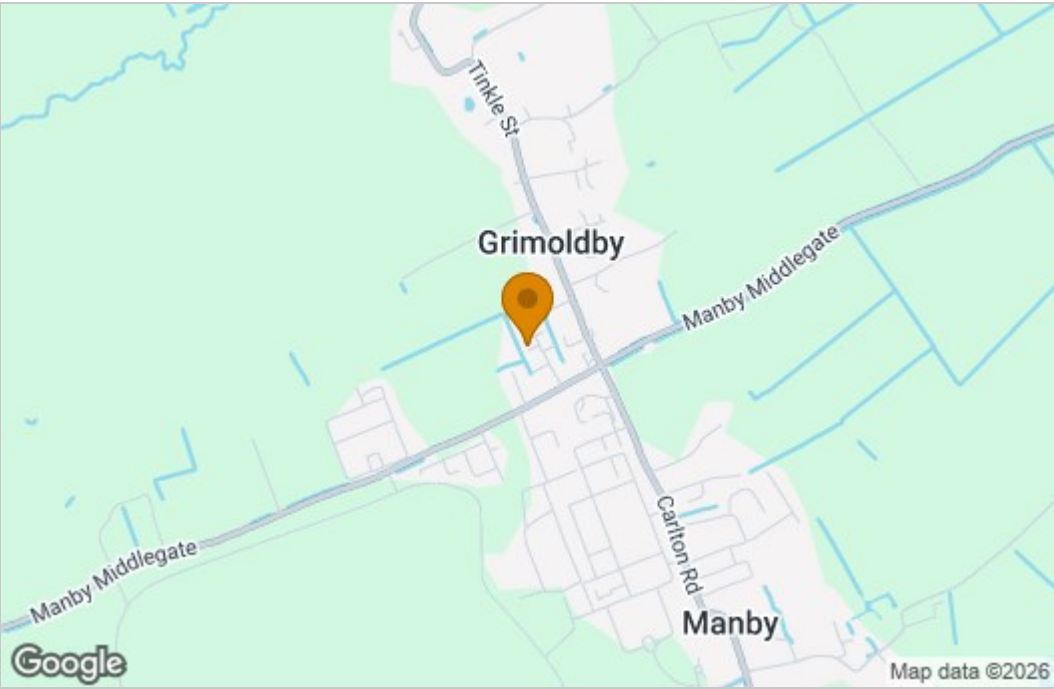 Tinkle St
Grimoldby
Manby Middlegate
Manby Middlegate
Carlton Rd
Manby
Google
Map data ©2026